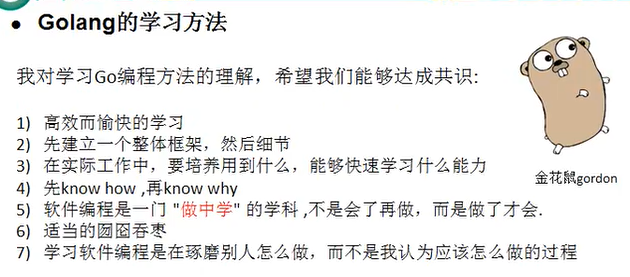 ● Golang的学习方法
我对学习Go编程方法的理解，希望我们能够达成共识:
1) 高效而愉快的学习
2) 先建立一个整体框架，然后细节
3) 在实际工作中，要培养用到什么，能够快速学习什么能力
4) 先know how ,再know why
5) 软件编程是一门 "做中学" 的学科 ,不是会了再做，而是做了才会.
6) 适当的囫囵吞枣
7) 学习软件编程是在琢磨别人怎么做，而不是我认为应该怎么做的过程
金花鼠gordon